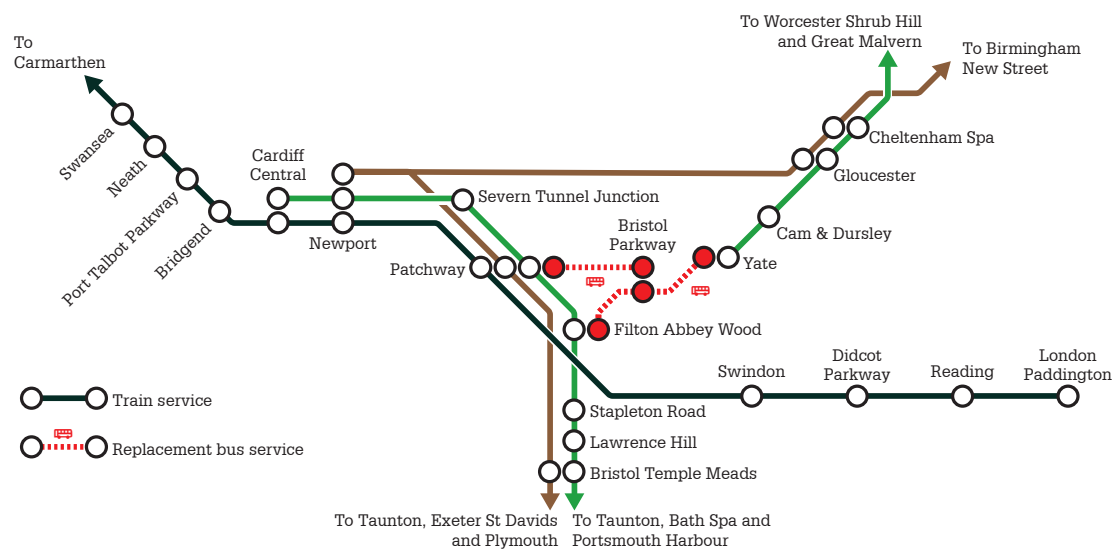 To Worcester Shrub Hill
and Great Malvern
To
Carmarthen
To Birmingham
New Street
Swansea
Neath
Port Talbot Parkway
Bridgend
Cardiff
Central
Newport
Severn Tunnel Junction
Cheltenham Spa
Gloucester
Cam & Dursley
Yate
Bristol
Parkway
Patchway
Filton Abbey Wood
Swindon
Didcot
Parkway
Reading
London
Paddington
Train service
Replacement bus service
Stapleton Road
Lawrence Hill
Bristol Temple Meads
To Taunton, Exeter St Davids
and Plymouth
To Taunton, Bath Spa and
Portsmouth Harbour